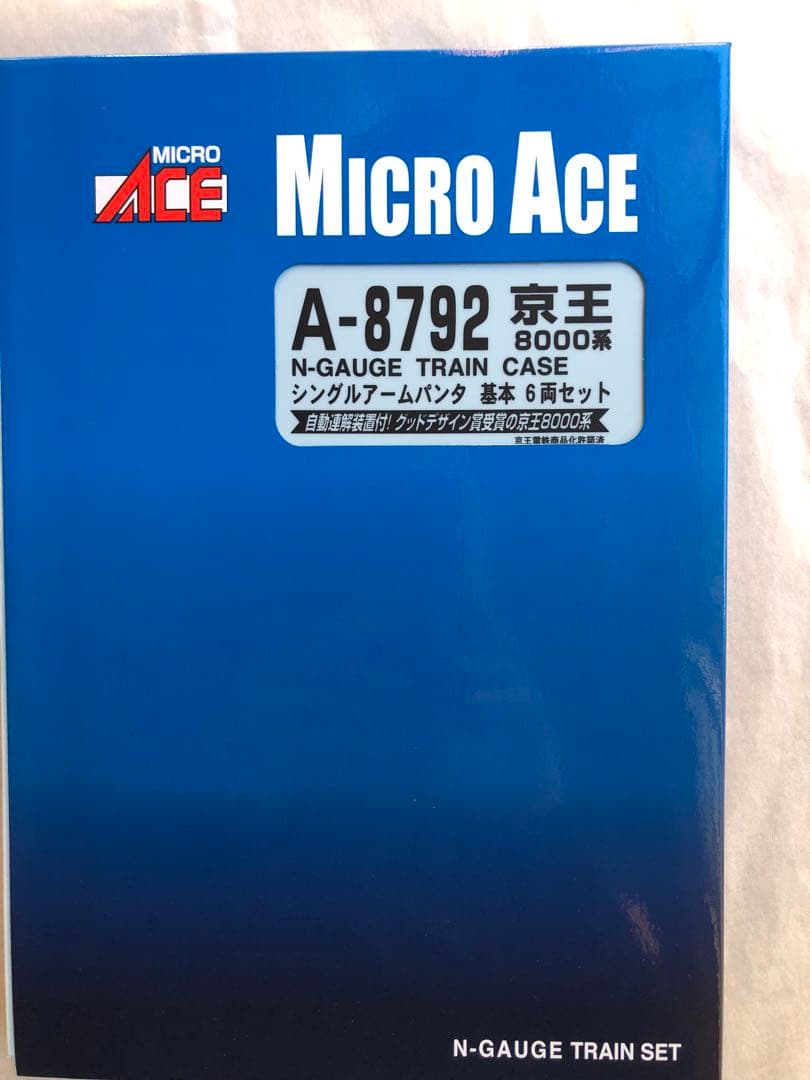 MICRO
ACE
MICRO ACE
A-8792 京王
8000系
N-GAUGE TRAIN CASE
シングルアームパンタ 基本 6両セット
自動連解装置付!グッドデザイン賞受賞の京王8000系
京王電鉄商品化許諾済
N-GAUGE TRAIN SET